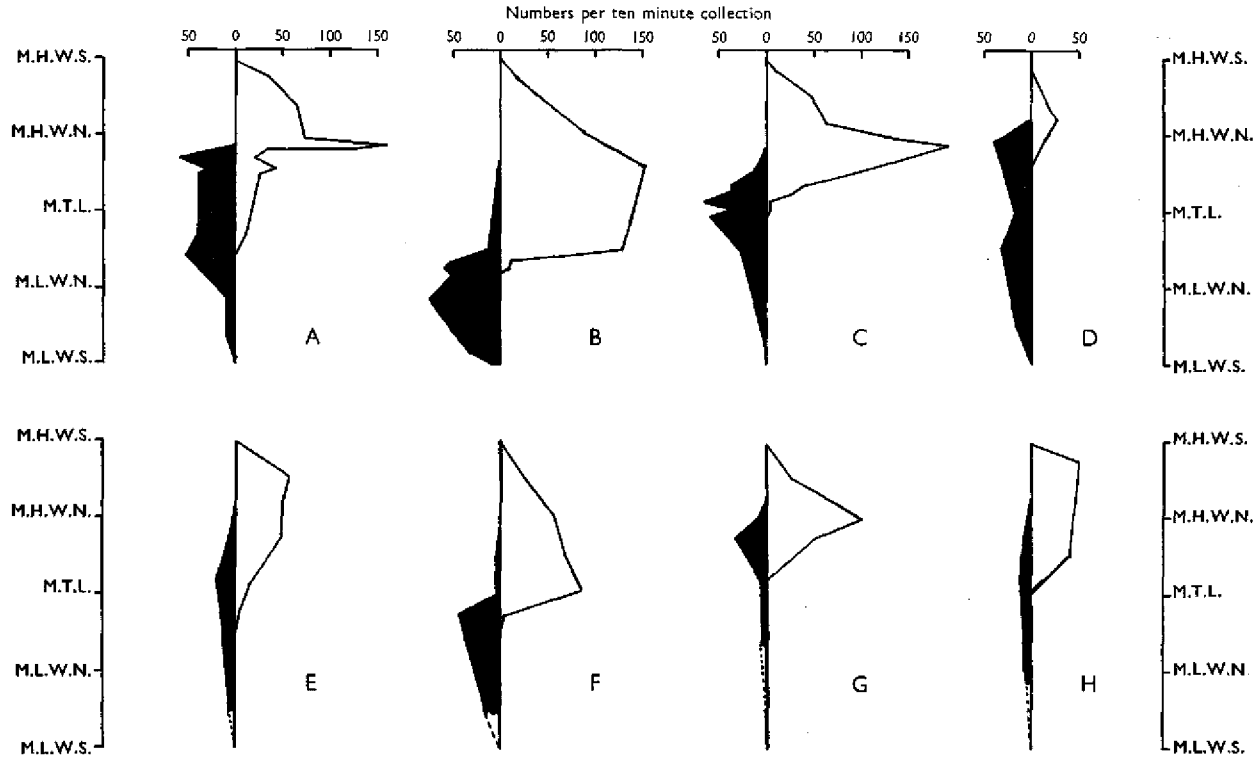 Numbers per ten minute collection
50 0 50 100 150 50 0 50 100 150 50 0 50 100 150 50 0 50
M.H.W.S. M.H.W.S.
M.H.W.N. M.H.W.N.
M.T.L. M.T.L.
M.L.W.N. M.L.W.N.
A B C D
M.L.W.S. M.L.W.S.
M.H.W.S. M.H.W.S.
M.H.W.N. M.H.W.N.
M.T.L. M.T.L.
M.L.W.N. M.L.W.N.
E F G H
M.L.W.S. M.L.W.S.